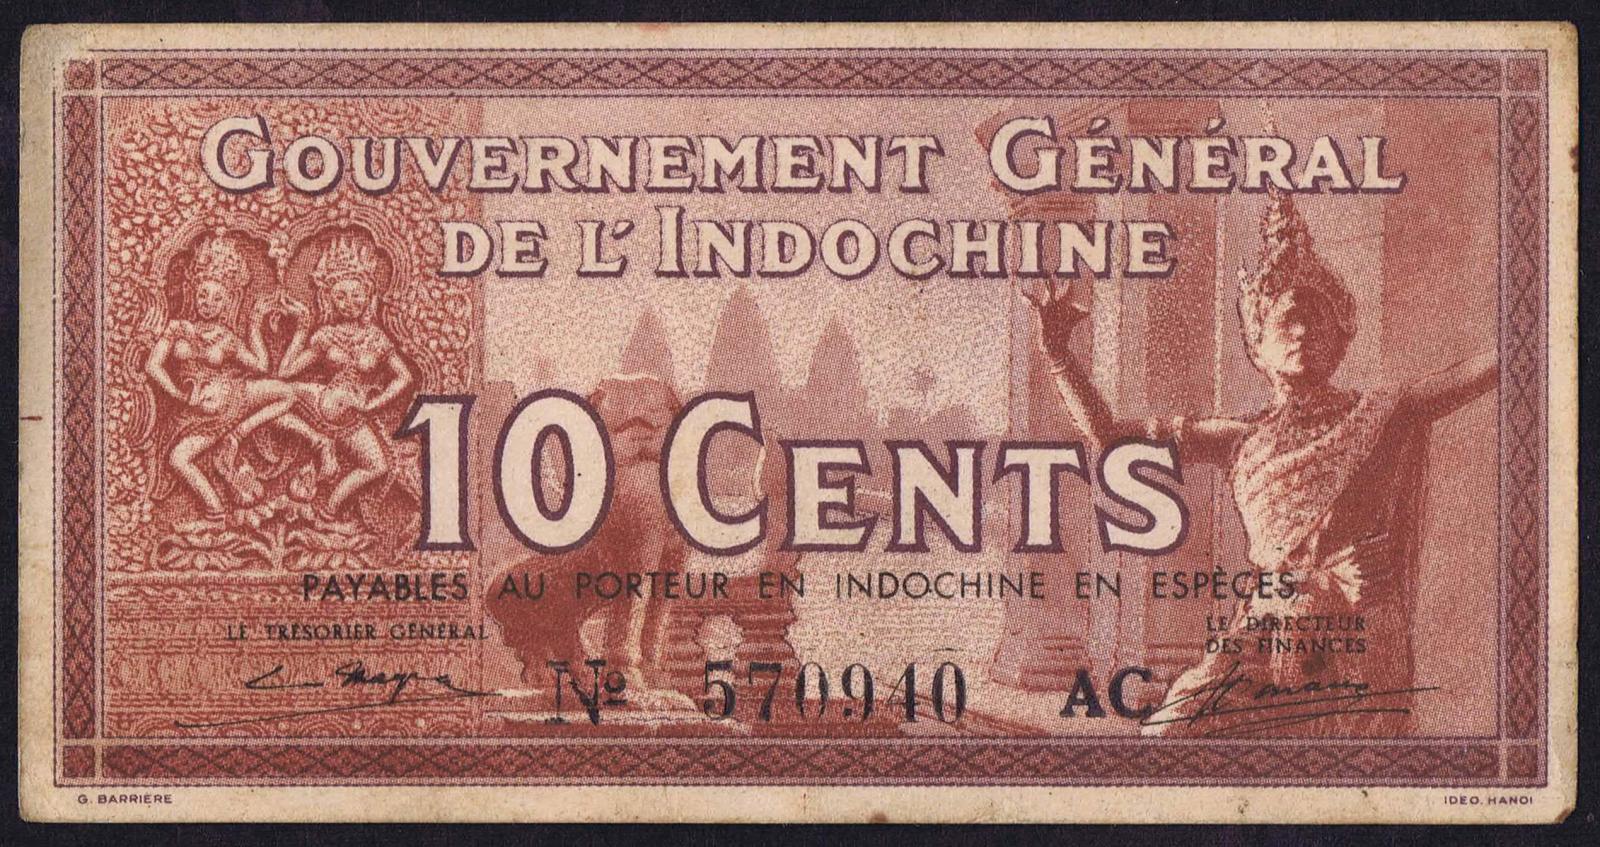 GOUVERNEMENT GÉNÉRAL
DE L'INDOCHINE
10 CENTS
PAYABLES AU PORTEUR EN INDOCHINE EN ESPÈCES
LE TRÉSORIER GÉNÉRAL
LE DIRECTEUR
DES FINANCES
Nº 570940 AC
G. BARRIÈRE
IDEO. HANOI